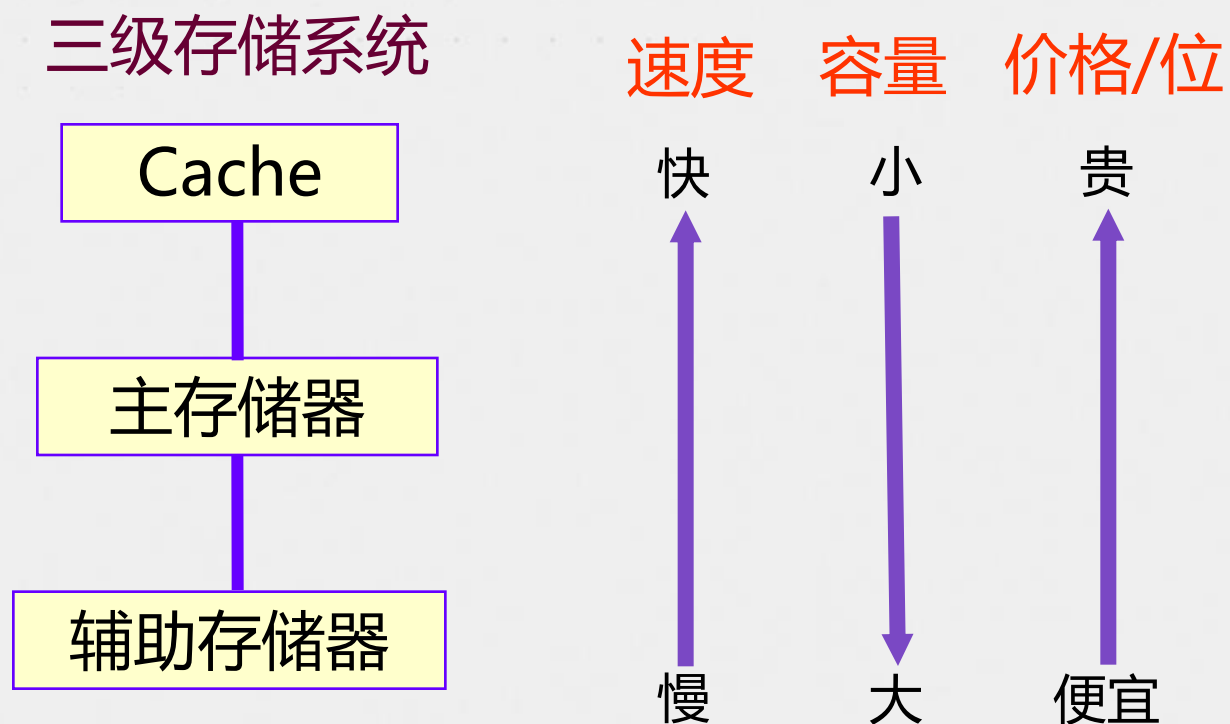 三级存储系统
速度 容量 价格/位
Cache
快 小 贵
主存储器
辅助存储器
慢 大 便宜